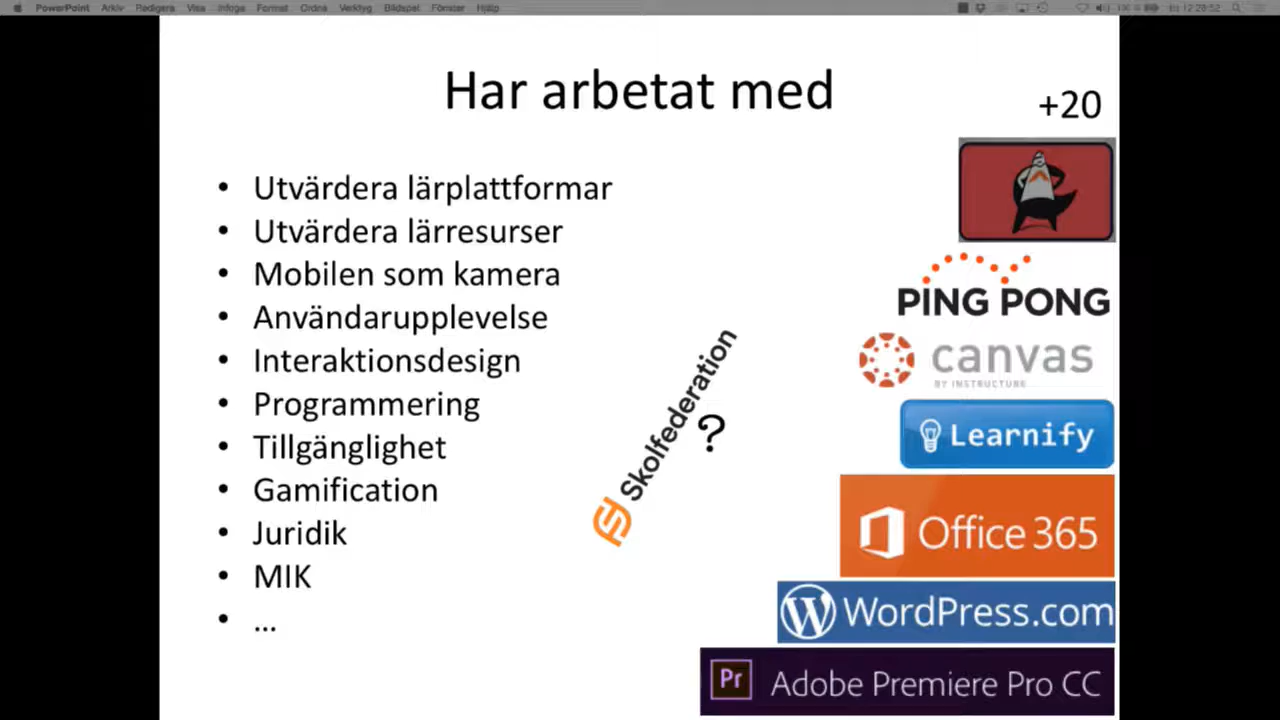 PowerPoint Arkiv Redigera Visa Infoga Format Ordna Verktyg Bildspel Fönster Hjälp
Har arbetat med
+20
• Utvärdera lärplattformar
• Utvärdera lärresurser
• Mobilen som kamera
• Användarupplevelse
• Interaktionsdesign
• Programmering
• Tillgänglighet
• Gamification
• Juridik
• MIK
• ...
Skolfederation
?
PING PONG
canvas
BY INSTRUCTURE
Learnify
Office 365
WordPress.com
Pr Adobe Premiere Pro CC